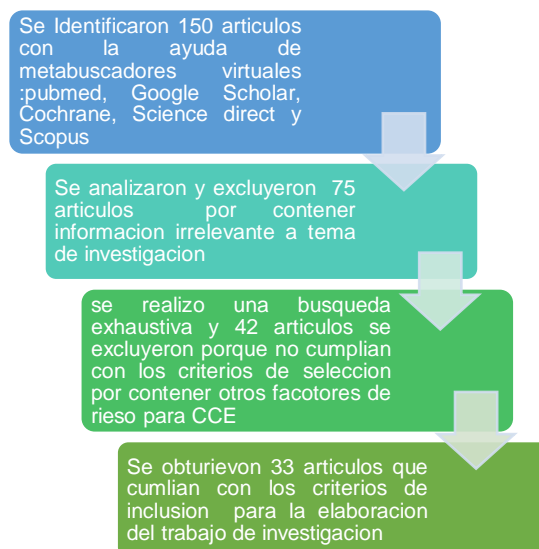 Se Identificaron 150 articulos
con la ayuda de
metabuscadores virtuales
:pubmed, Google Scholar,
Cochrane, Science direct y
Scopus
Se analizaron y excluyeron 75
articulos por contener
informacion irrelevante a tema
de investigacion
se realizo una busqueda
exhaustiva y 42 articulos se
excluyeron porque no cumplian
con los criterios de seleccion
por contener otros facotores de
rieso para CCE
Se obturievon 33 articulos que
cumlian con los criterios de
inclusion para la elaboracion
del trabajo de investigacion